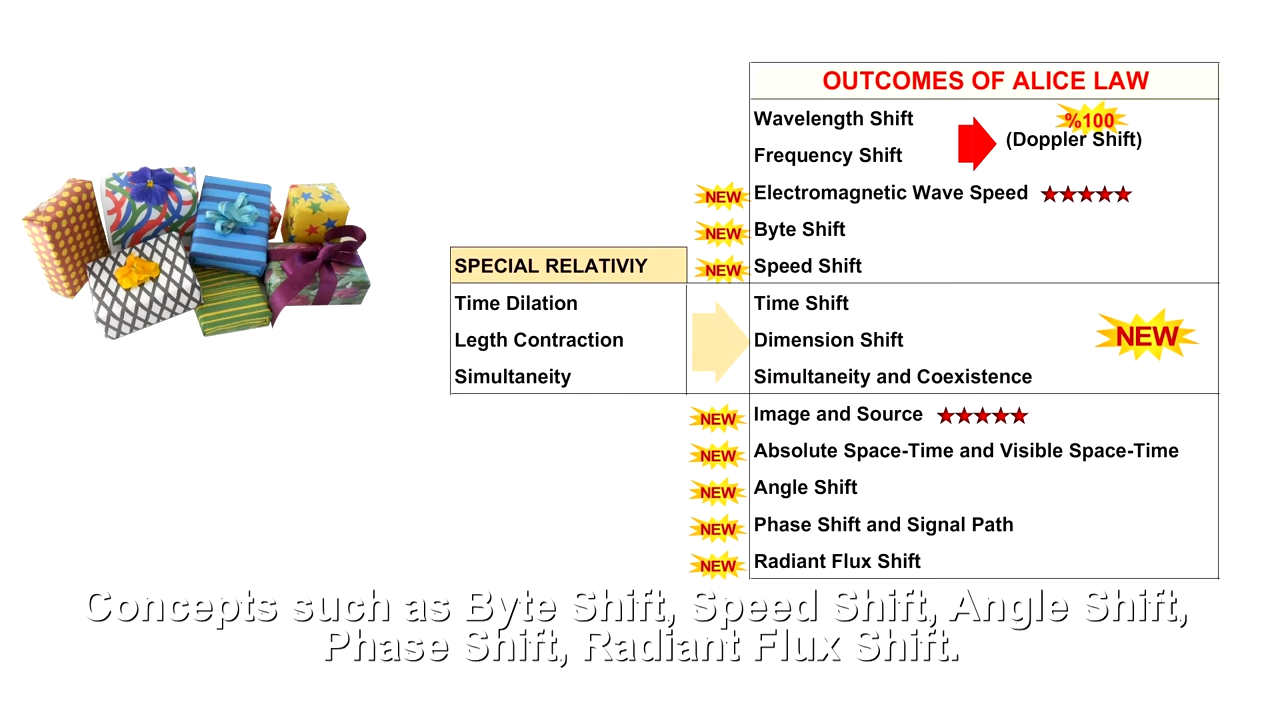 OUTCOMES OF ALICE LAW
Wavelength Shift
%100
(Doppler Shift)
Frequency Shift
NEW Electromagnetic Wave Speed
NEW Byte Shift
NEW Speed Shift
SPECIAL RELATIVIY
Time Dilation
Legth Contraction
Simultaneity
Time Shift
Dimension Shift
NEW
Simultaneity and Coexistence
NEW Image and Source
NEW Absolute Space-Time and Visible Space-Time
NEW Angle Shift
NEW Phase Shift and Signal Path
NEW Radiant Flux Shift
Concepts such as Byte Shift, Speed Shift, Angle Shift,
Phase Shift, Radiant Flux Shift.